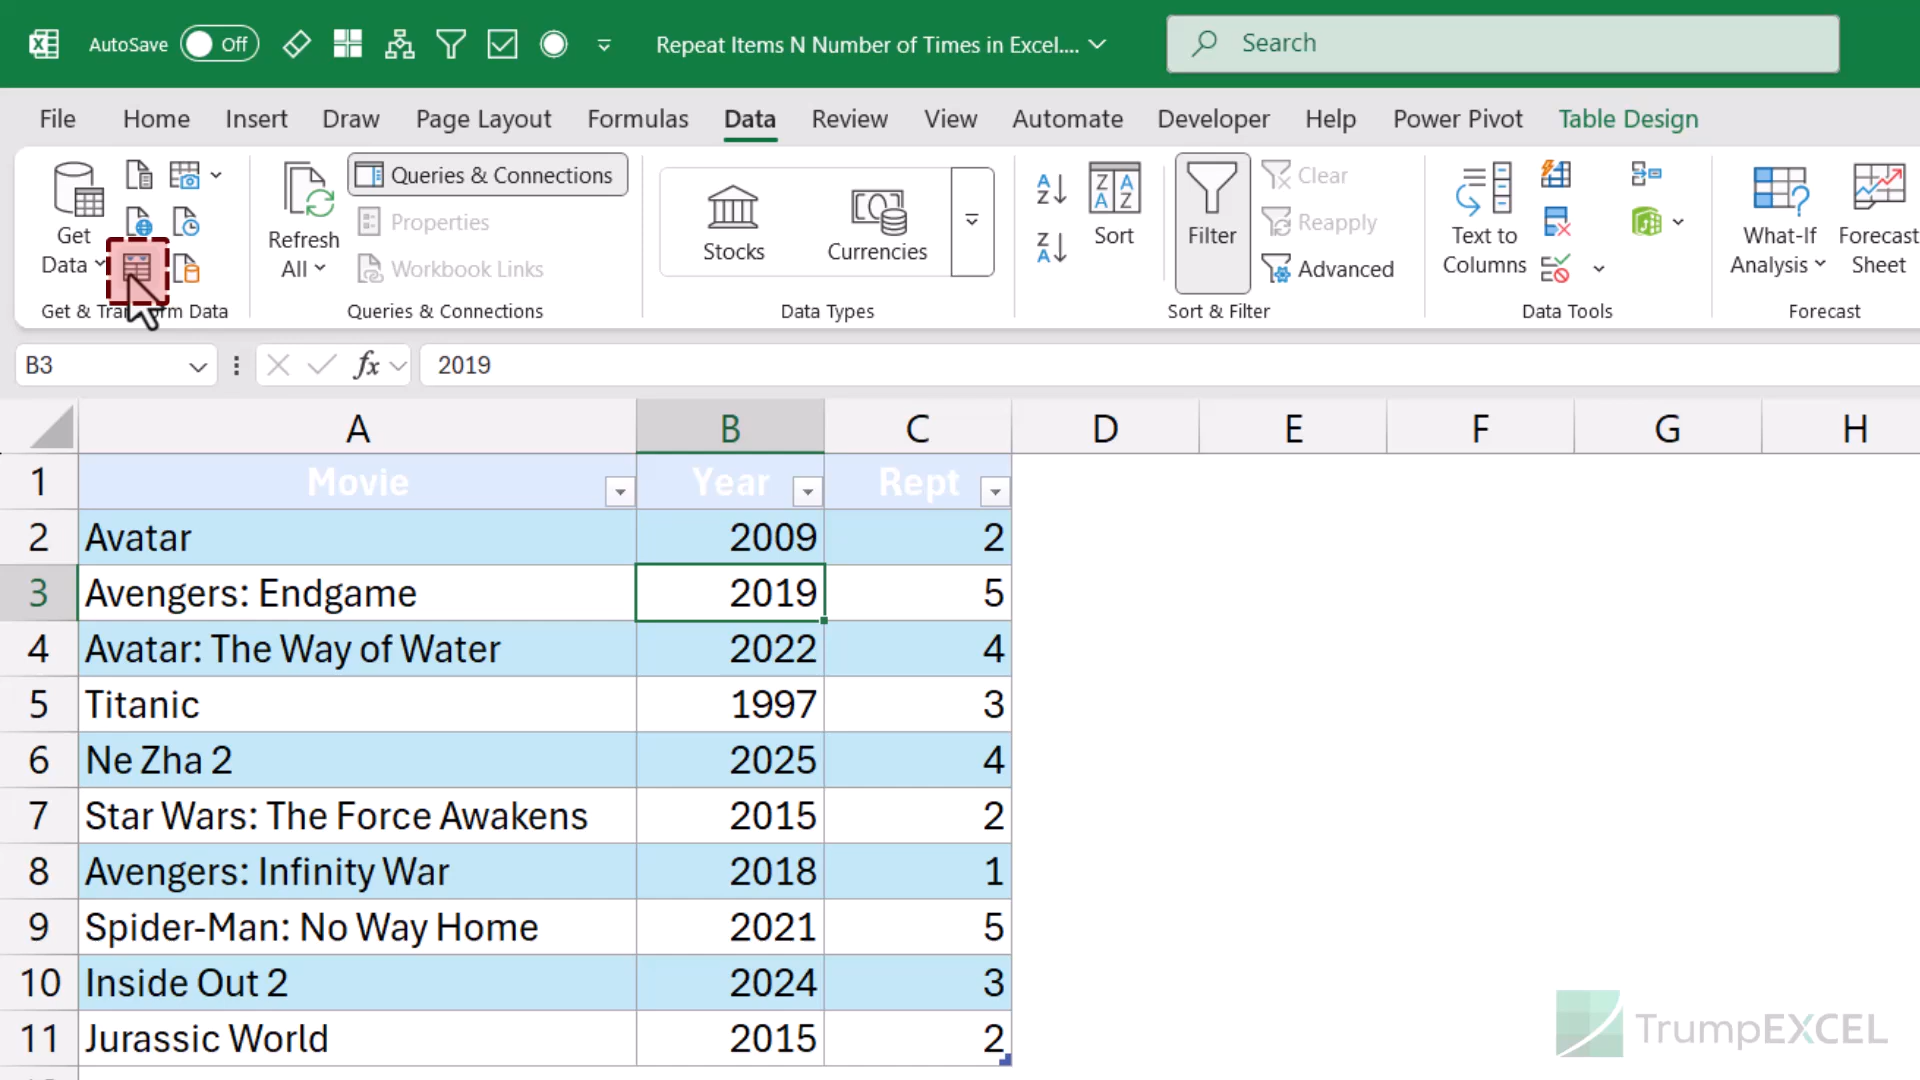 AutoSave Off Repeat Items N Number of Times in Excel.... Search
File Home Insert Draw Page Layout Formulas Data Review View Automate Developer Help Power Pivot Table Design
Get Data
Refresh All
Queries & Connections
Properties
Workbook Links
Stocks
Currencies
Sort
Filter
Clear
Reapply
Advanced
Text to Columns
What-If Analysis
Forecast Sheet
Get & Transform Data Queries & Connections Data Types Sort & Filter Data Tools Forecast
B3 fx 2019
A B C D E F G H
1 Movie Year Rept
2 Avatar 2009 2
3 Avengers: Endgame 2019 5
4 Avatar: The Way of Water 2022 4
5 Titanic 1997 3
6 Ne Zha 2 2025 4
7 Star Wars: The Force Awakens 2015 2
8 Avengers: Infinity War 2018 1
9 Spider-Man: No Way Home 2021 5
10 Inside Out 2 2024 3
11 Jurassic World 2015 2
TrumpEXCEL